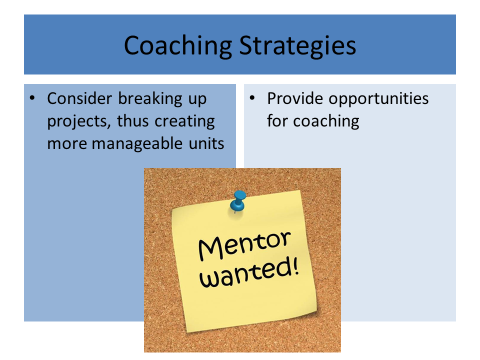 Coaching Strategies
• Consider breaking up
projects, thus creating
more manageable units
• Provide opportunities
for coaching
Mentor
wanted!